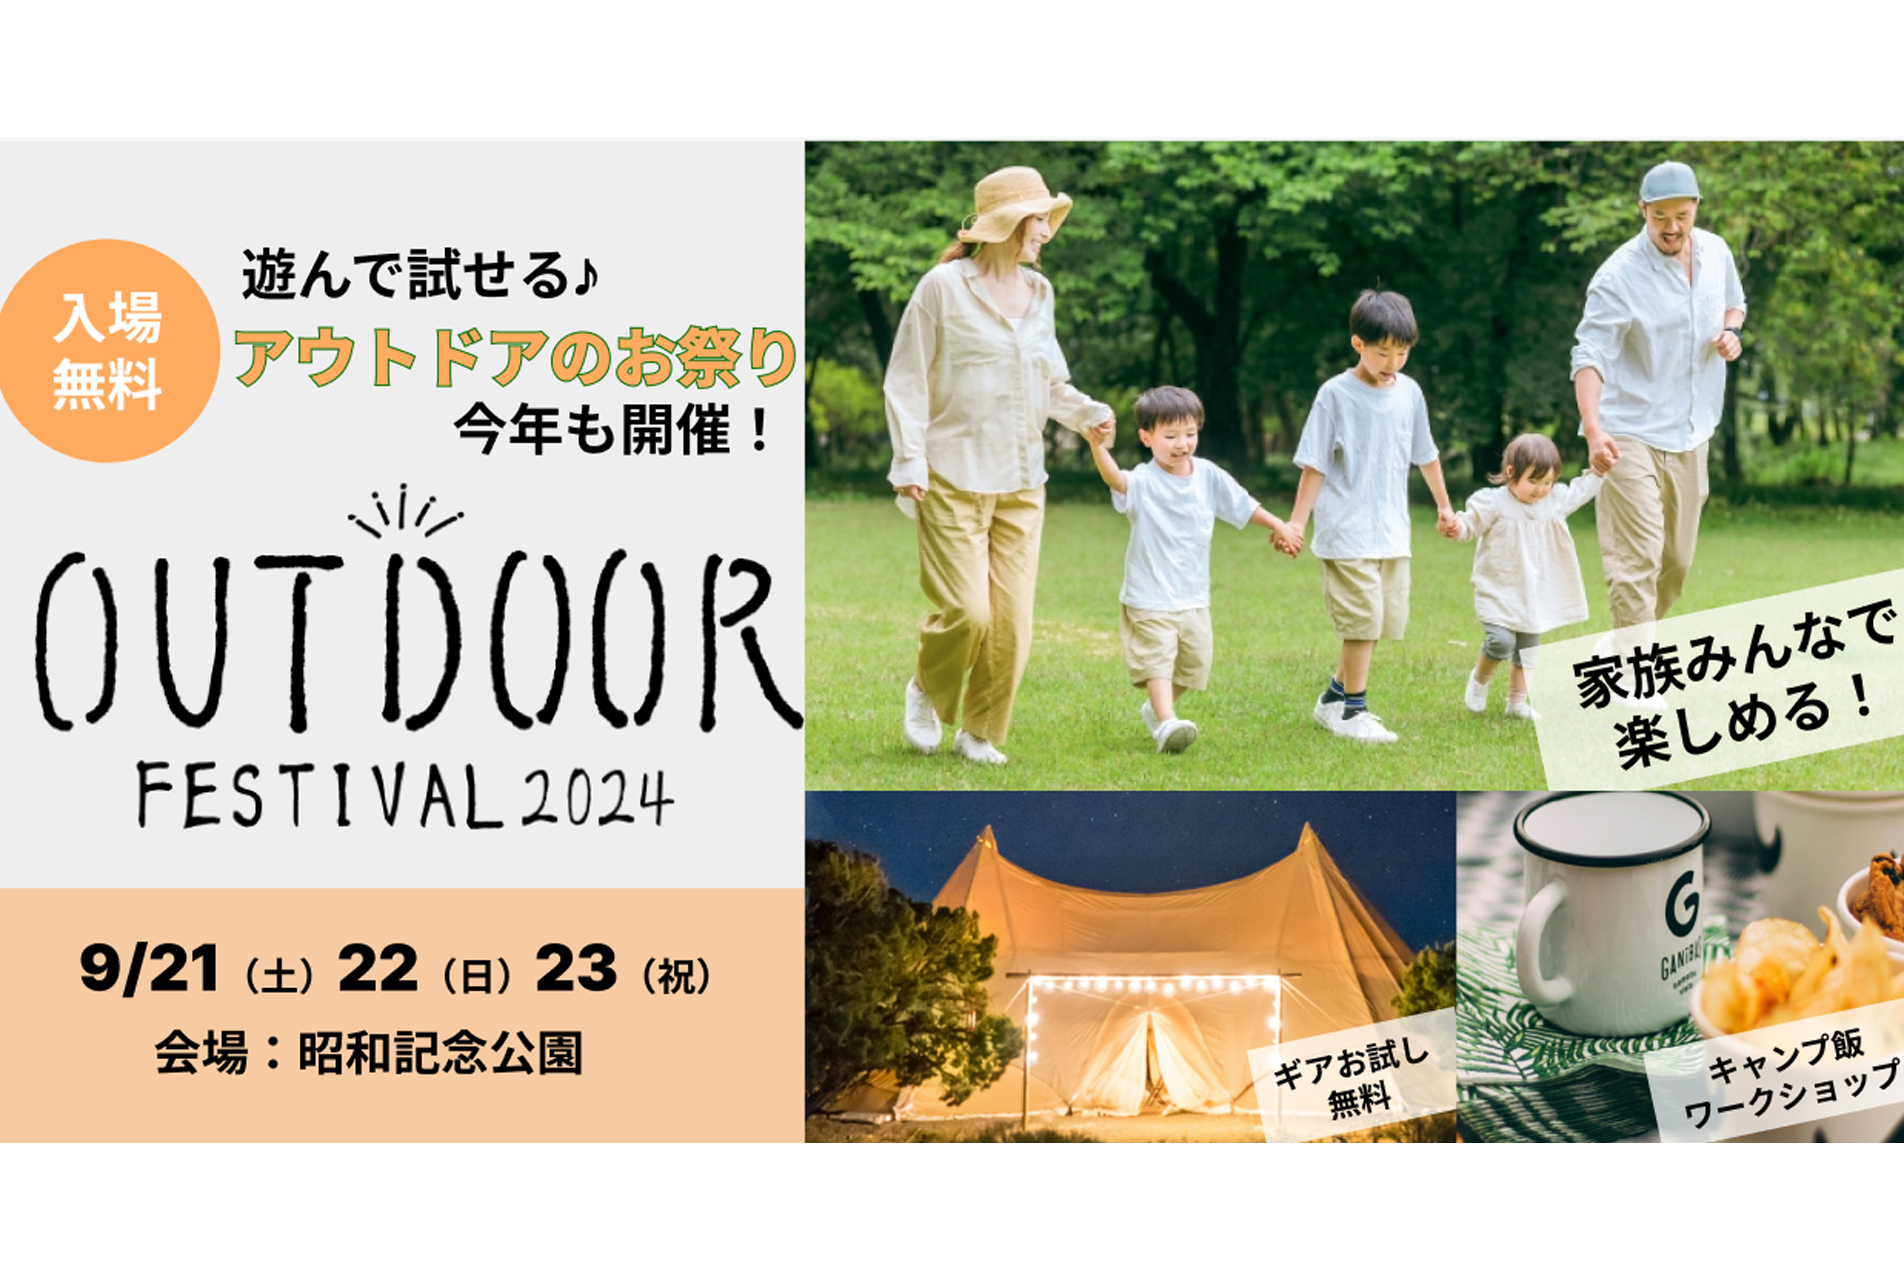 入場
無料
遊んで試せる♪
アウトドアのお祭り
今年も開催！
OUTDOOR
FESTIVAL 2024
9/21（土）22（日）23（祝）
会場：昭和記念公園
家族みんなで
楽しめる！
ギアお試し
無料
キャンプ飯
ワークショップ
G